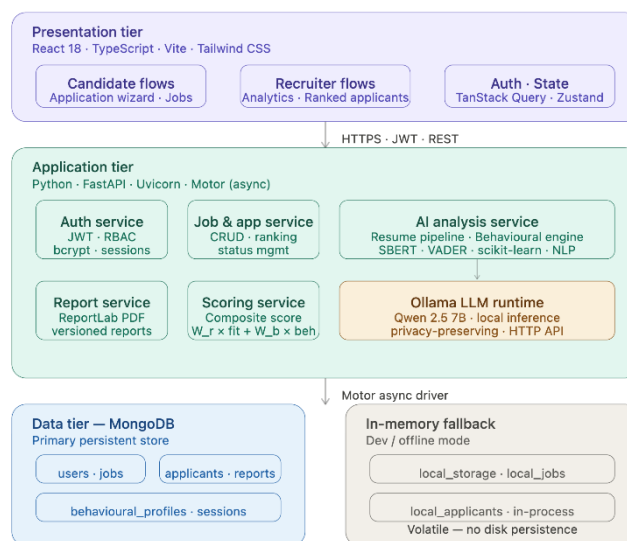 Presentation tier
React 18 · TypeScript · Vite · Tailwind CSS
Candidate flows
Application wizard · Jobs
Recruiter flows
Analytics · Ranked applicants
Auth · State
TanStack Query · Zustand
HTTPS · JWT · REST
Application tier
Python · FastAPI · Uvicorn · Motor (async)
Auth service
JWT · RBAC
bcrypt · sessions
Job & app service
CRUD · ranking
status mgmt
AI analysis service
Resume pipeline · Behavioural engine
SBERT · VADER · scikit-learn · NLP
Report service
ReportLab PDF
versioned reports
Scoring service
Composite score
W_r × fit + W_b × beh
Ollama LLM runtime
Qwen 2.5 7B · local inference
privacy-preserving · HTTP API
Motor async driver
Data tier — MongoDB
Primary persistent store
users · jobs
applicants · reports
behavioural_profiles · sessions
In-memory fallback
Dev / offline mode
local_storage · local_jobs
local_applicants · in-process
Volatile — no disk persistence